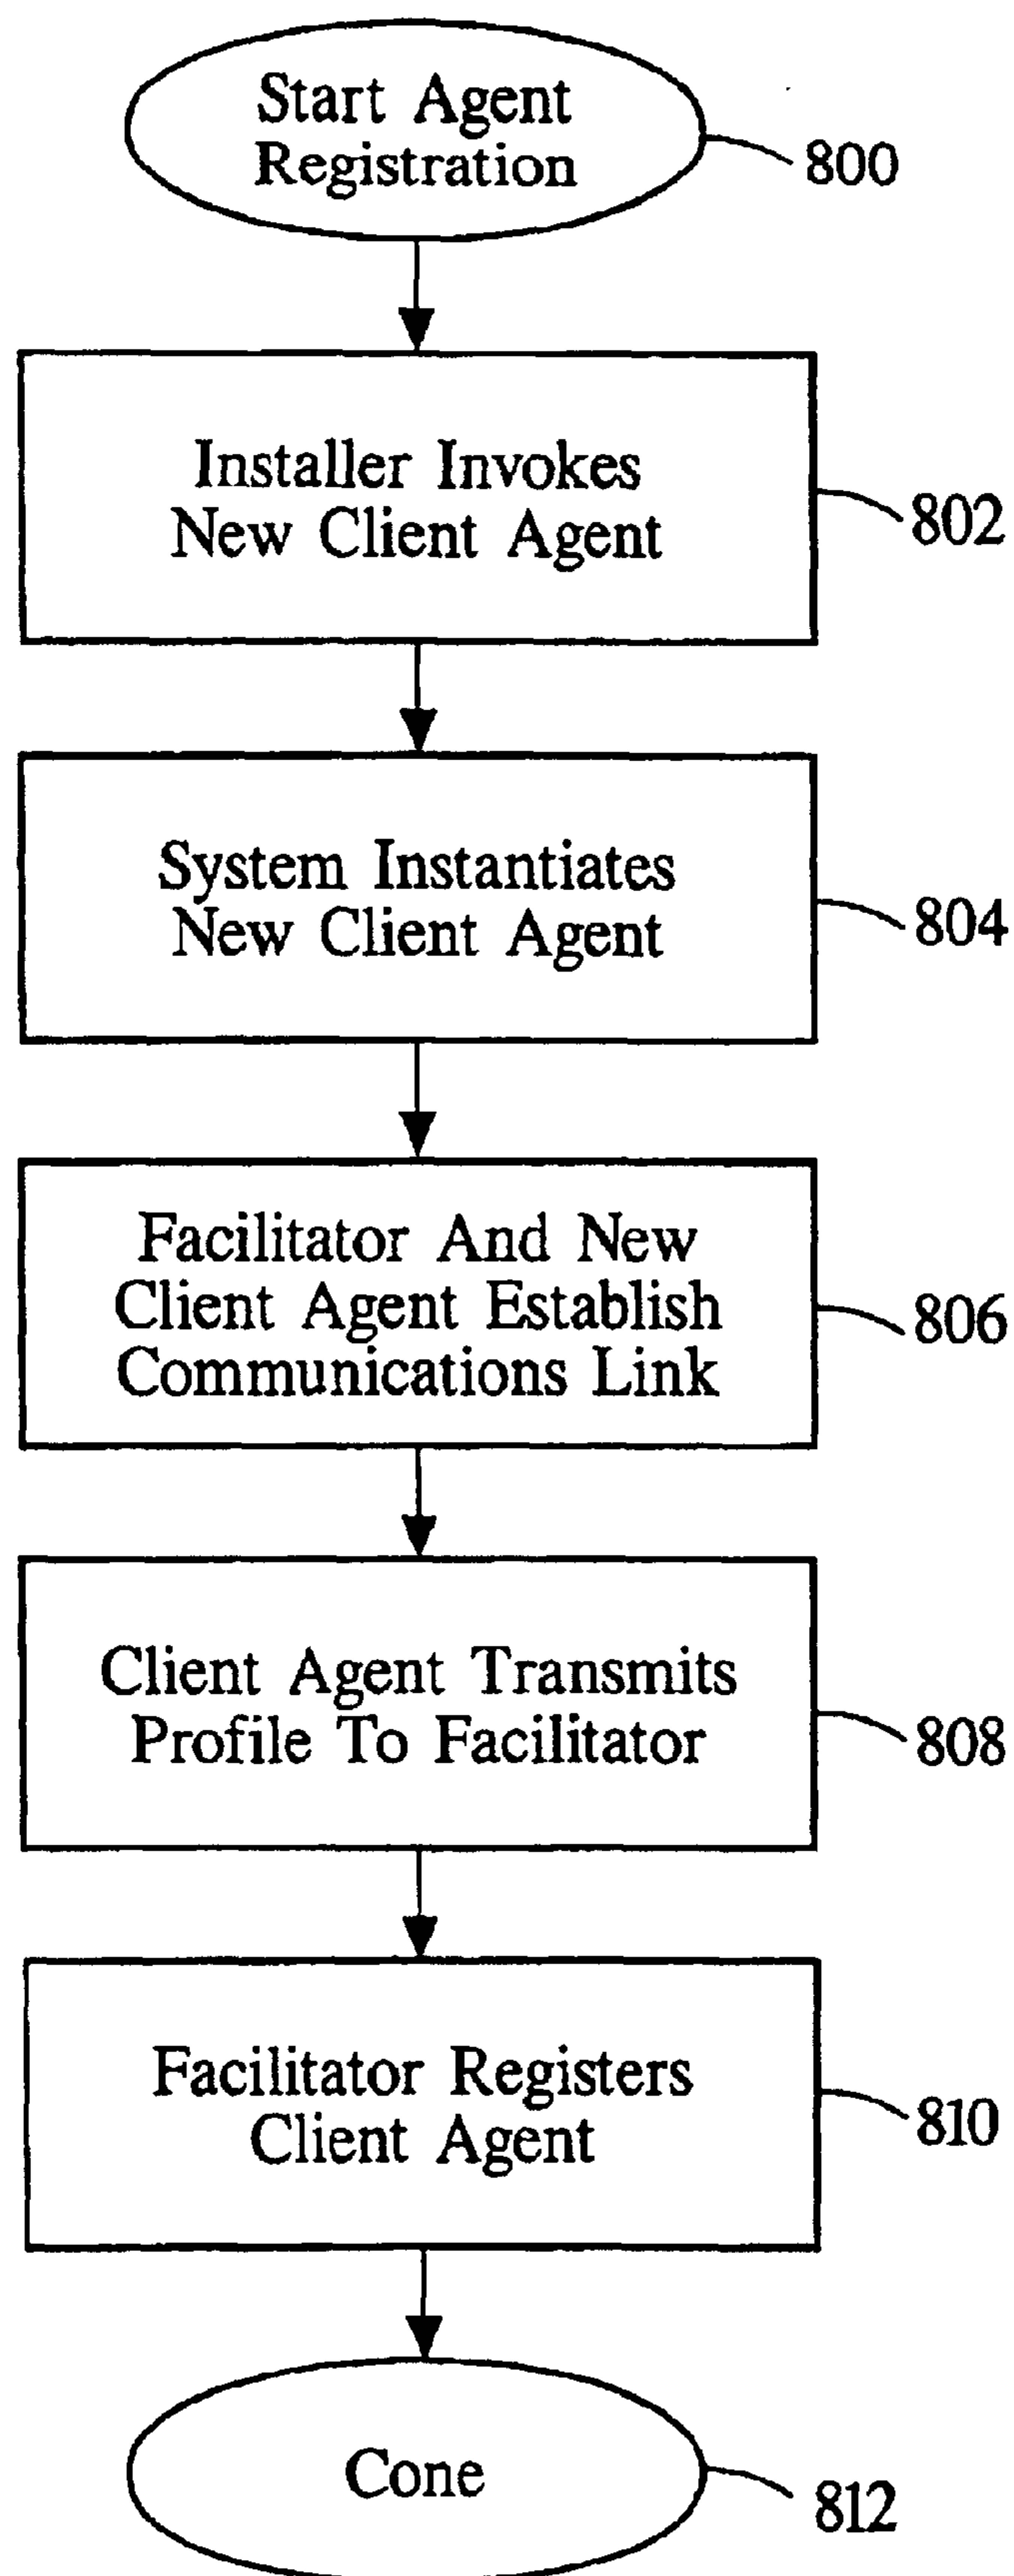 Start Agent
Registration
800
Installer Invokes
New Client Agent
802
System Instantiates
New Client Agent
804
Facilitator And New
Client Agent Establish
Communications Link
806
Client Agent Transmits
Profile To Facilitator
808
Facilitator Registers
Client Agent
810
Cone
812